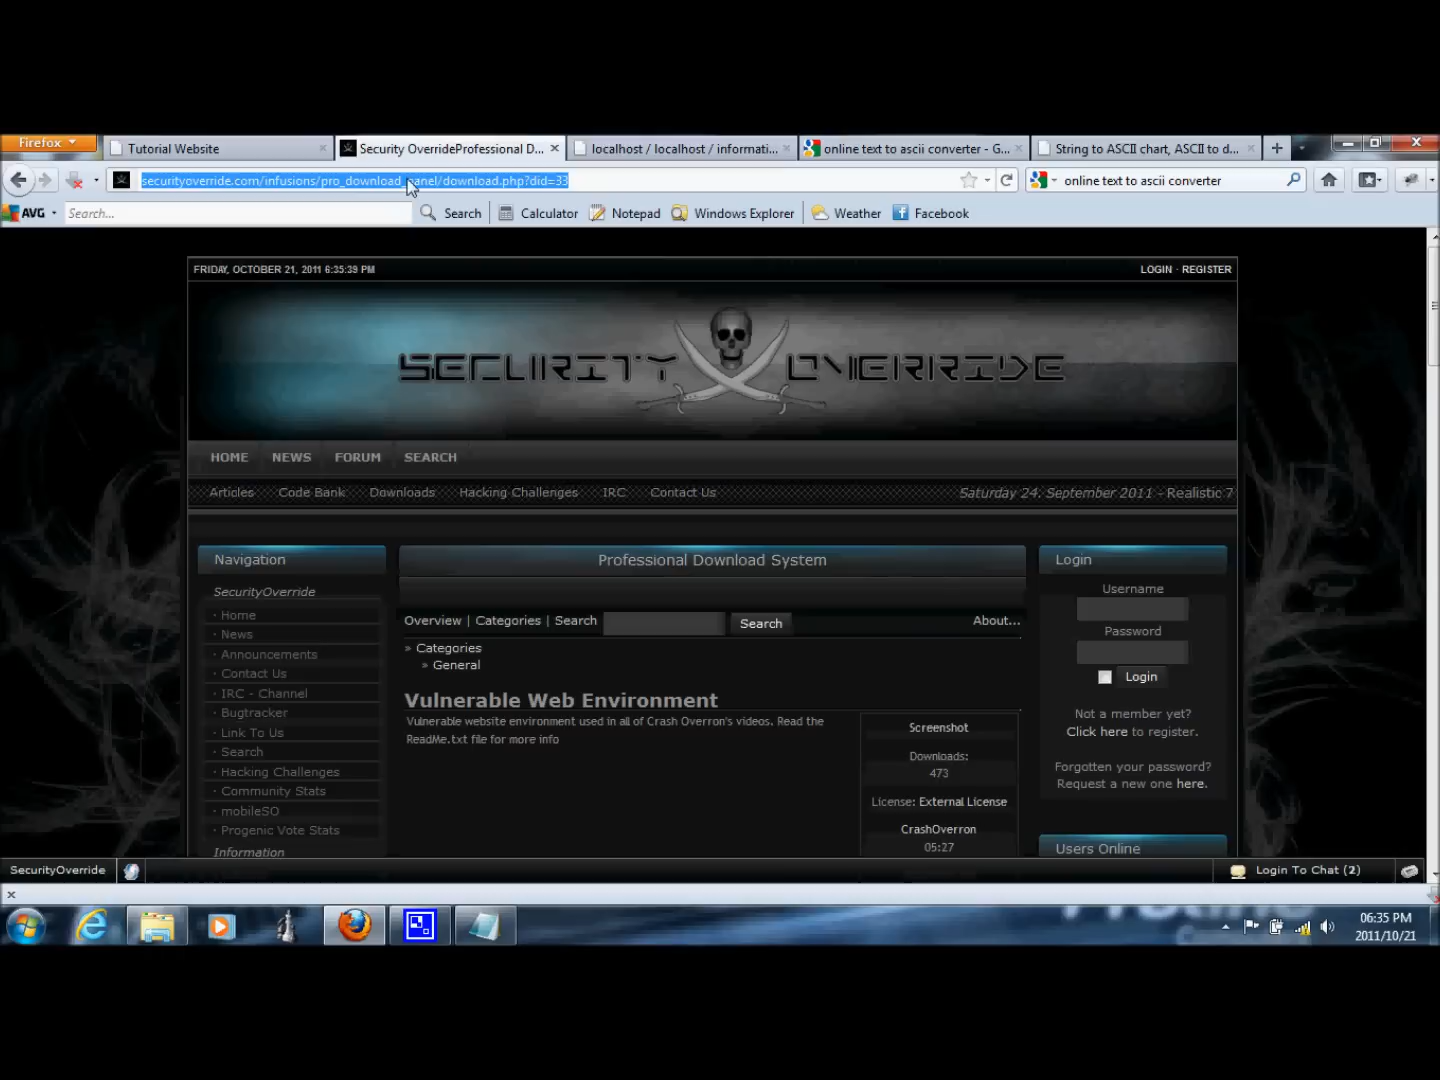 Firefox
Tutorial Website
Security OverrideProfessional D...
localhost / localhost / informati...
online text to ascii converter - G...
String to ASCII chart, ASCII to d...
securityoverride.com/infusions/pro_download_panel/download.php?did=33
online text to ascii converter
AVG
Search...
Search
Calculator
Notepad
Windows Explorer
Weather
Facebook
FRIDAY, OCTOBER 21, 2011 6:35:39 PM
LOGIN · REGISTER
SECURITY OVERRIDE
HOME NEWS FORUM SEARCH
Articles Code Bank Downloads Hacking Challenges IRC Contact Us
Saturday 24. September 2011 - Realistic 7
Navigation
SecurityOverride
· Home
· News
· Announcements
· Contact Us
· IRC - Channel
· Bugtracker
· Link To Us
· Search
· Hacking Challenges
· Community Stats
· mobileSO
· Progenic Vote Stats
Information
Professional Download System
Overview | Categories | Search
Search
About...
» Categories
» General
Vulnerable Web Environment
Vulnerable website environment used in all of Crash Overron's videos. Read the
ReadMe.txt file for more info
Screenshot
Downloads:
473
License: External License
CrashOverron
05:27
Login
Username
Password
Login
Not a member yet?
Click here to register.
Forgotten your password?
Request a new one here.
Users Online
SecurityOverride
Login To Chat (2)
06:35 PM
2011/10/21